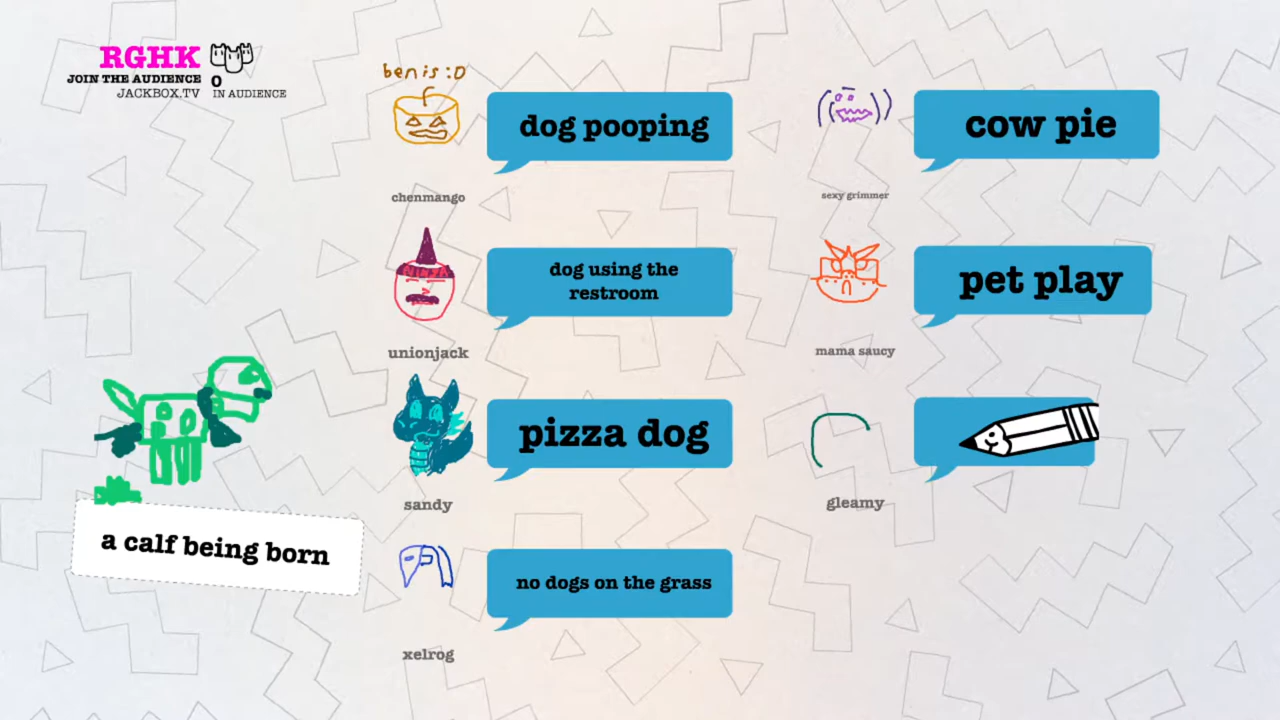 RGHK
JOIN THE AUDIENCE
JACKBOX.TV
0
IN AUDIENCE
benis :D
dog pooping
chenmango
cow pie
sexy grimmer
dog using the
restroom
unionjack
pet play
mama saucy
pizza dog
sandy
gleamy
a calf being born
no dogs on the grass
xelrog